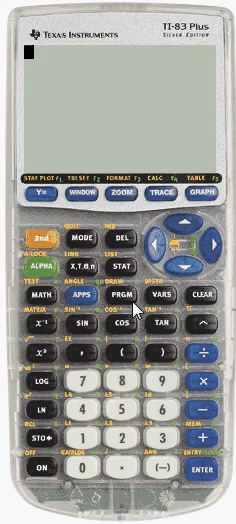 TEXAS INSTRUMENTS TI-83 Plus
SILVER EDITION
STAT PLOT F1 TBLSET F2 FORMAT F3 CALC F4 TABLE F5
Y= WINDOW ZOOM TRACE GRAPH
QUIT INS
2nd MODE DEL
A-LOCK LINK LIST
ALPHA X,T,Θ,n STAT
TEST ANGLE DRAW DISTR
MATH APPS PRGM VARS CLEAR
MATRIX SIN⁻¹ COS⁻¹ TAN⁻¹
x⁻¹ SIN COS TAN ^
EE
x² , ( ) ÷
LOG 7 8 9 ×
LN 4 5 6 −
RCL MEM
STO▸ 1 2 3 +
OFF CATALOG ANS ENTRY
ON 0 . (−) ENTER